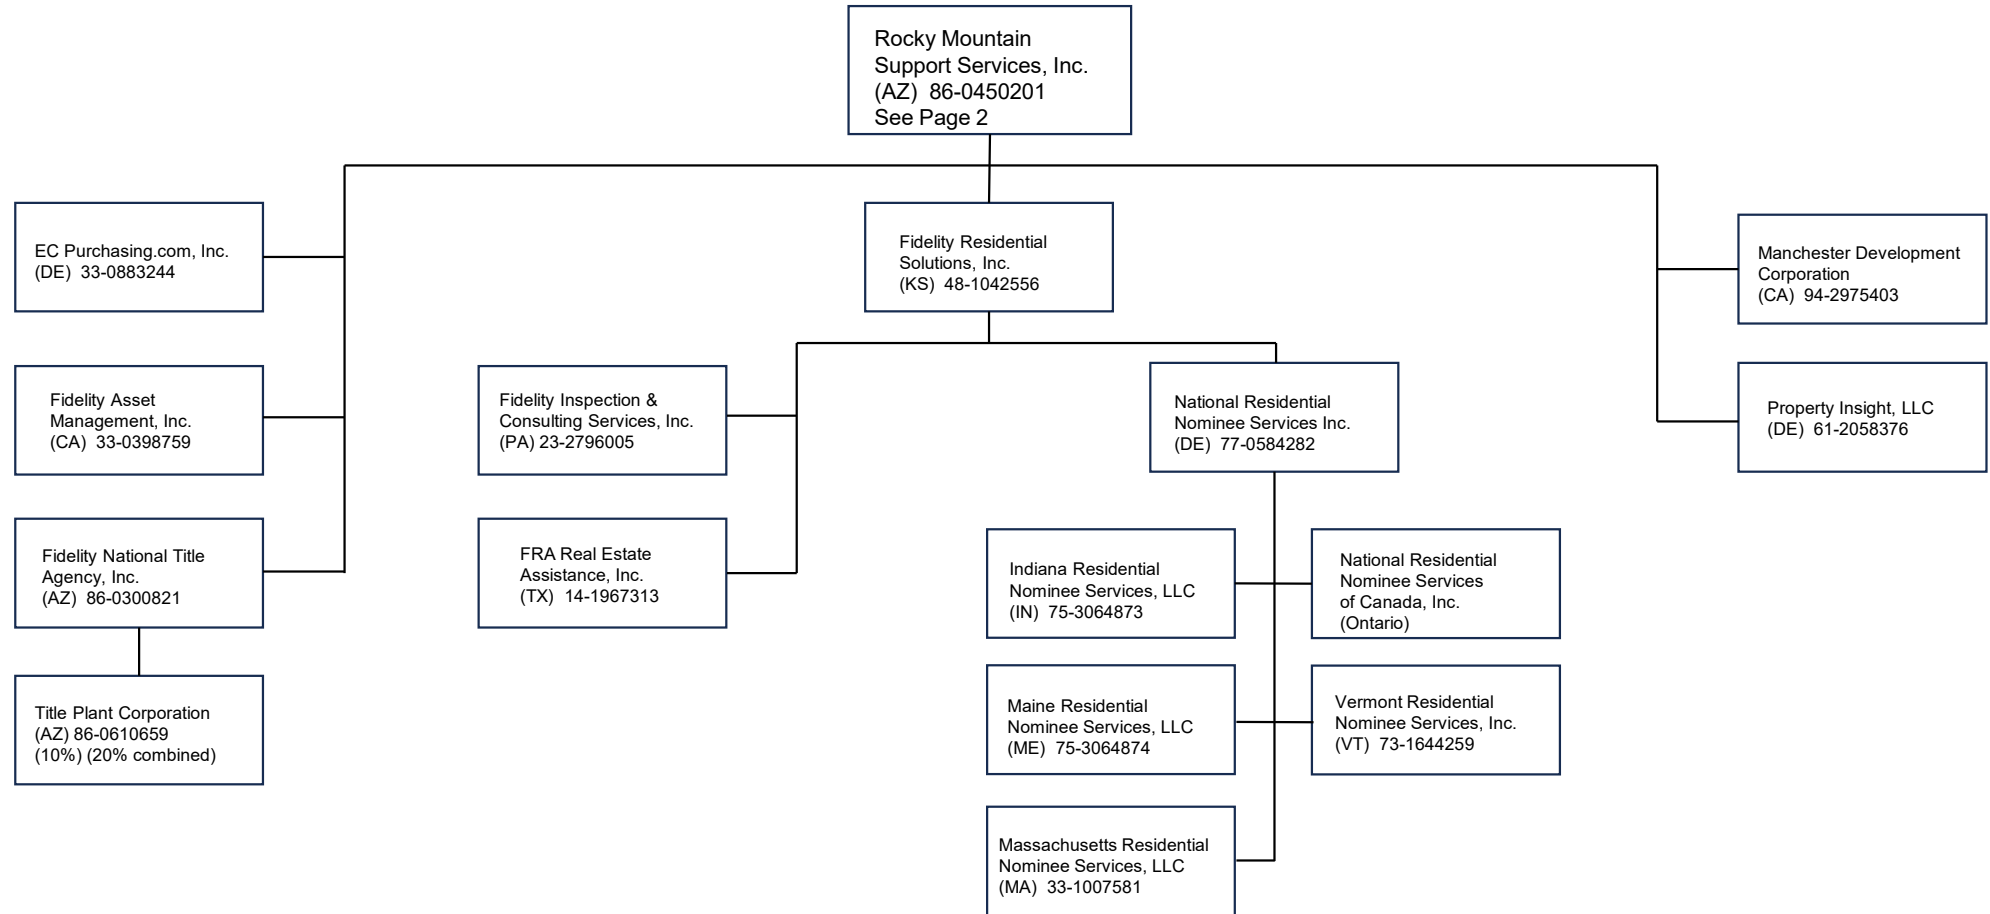 Rocky Mountain
Support Services, Inc.
(AZ) 86-0450201
See Page 2
EC Purchasing.com, Inc.
(DE) 33-0883244
Fidelity Residential
Solutions, Inc.
(KS) 48-1042556
Manchester Development
Corporation
(CA) 94-2975403
Fidelity Asset
Management, Inc.
(CA) 33-0398759
Fidelity Inspection &
Consulting Services, Inc.
(PA) 23-2796005
National Residential
Nominee Services Inc.
(DE) 77-0584282
Property Insight, LLC
(DE) 61-2058376
Fidelity National Title
Agency, Inc.
(AZ) 86-0300821
FRA Real Estate
Assistance, Inc.
(TX) 14-1967313
Indiana Residential
Nominee Services, LLC
(IN) 75-3064873
National Residential
Nominee Services
of Canada, Inc.
(Ontario)
Title Plant Corporation
(AZ) 86-0610659
(10%) (20% combined)
Maine Residential
Nominee Services, LLC
(ME) 75-3064874
Vermont Residential
Nominee Services, Inc.
(VT) 73-1644259
Massachusetts Residential
Nominee Services, LLC
(MA) 33-1007581